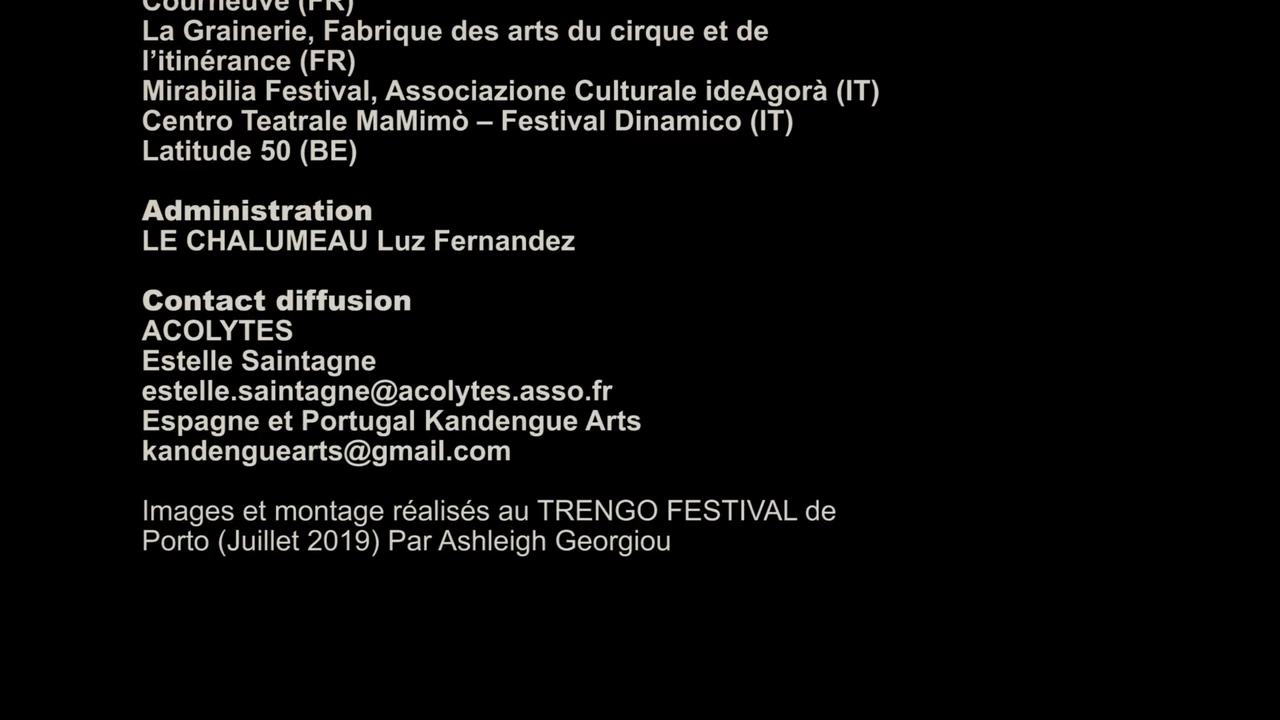 Courneuve (FR)
La Grainerie, Fabrique des arts du cirque et de
l’itinérance (FR)
Mirabilia Festival, Associazione Culturale ideAgorà (IT)
Centro Teatrale MaMimò – Festival Dinamico (IT)
Latitude 50 (BE)
Administration
LE CHALUMEAU Luz Fernandez
Contact diffusion
ACOLYTES
Estelle Saintagne
estelle.saintagne@acolytes.asso.fr
Espagne et Portugal Kandengue Arts
kandenguearts@gmail.com
Images et montage réalisés au TRENGO FESTIVAL de
Porto (Juillet 2019) Par Ashleigh Georgiou